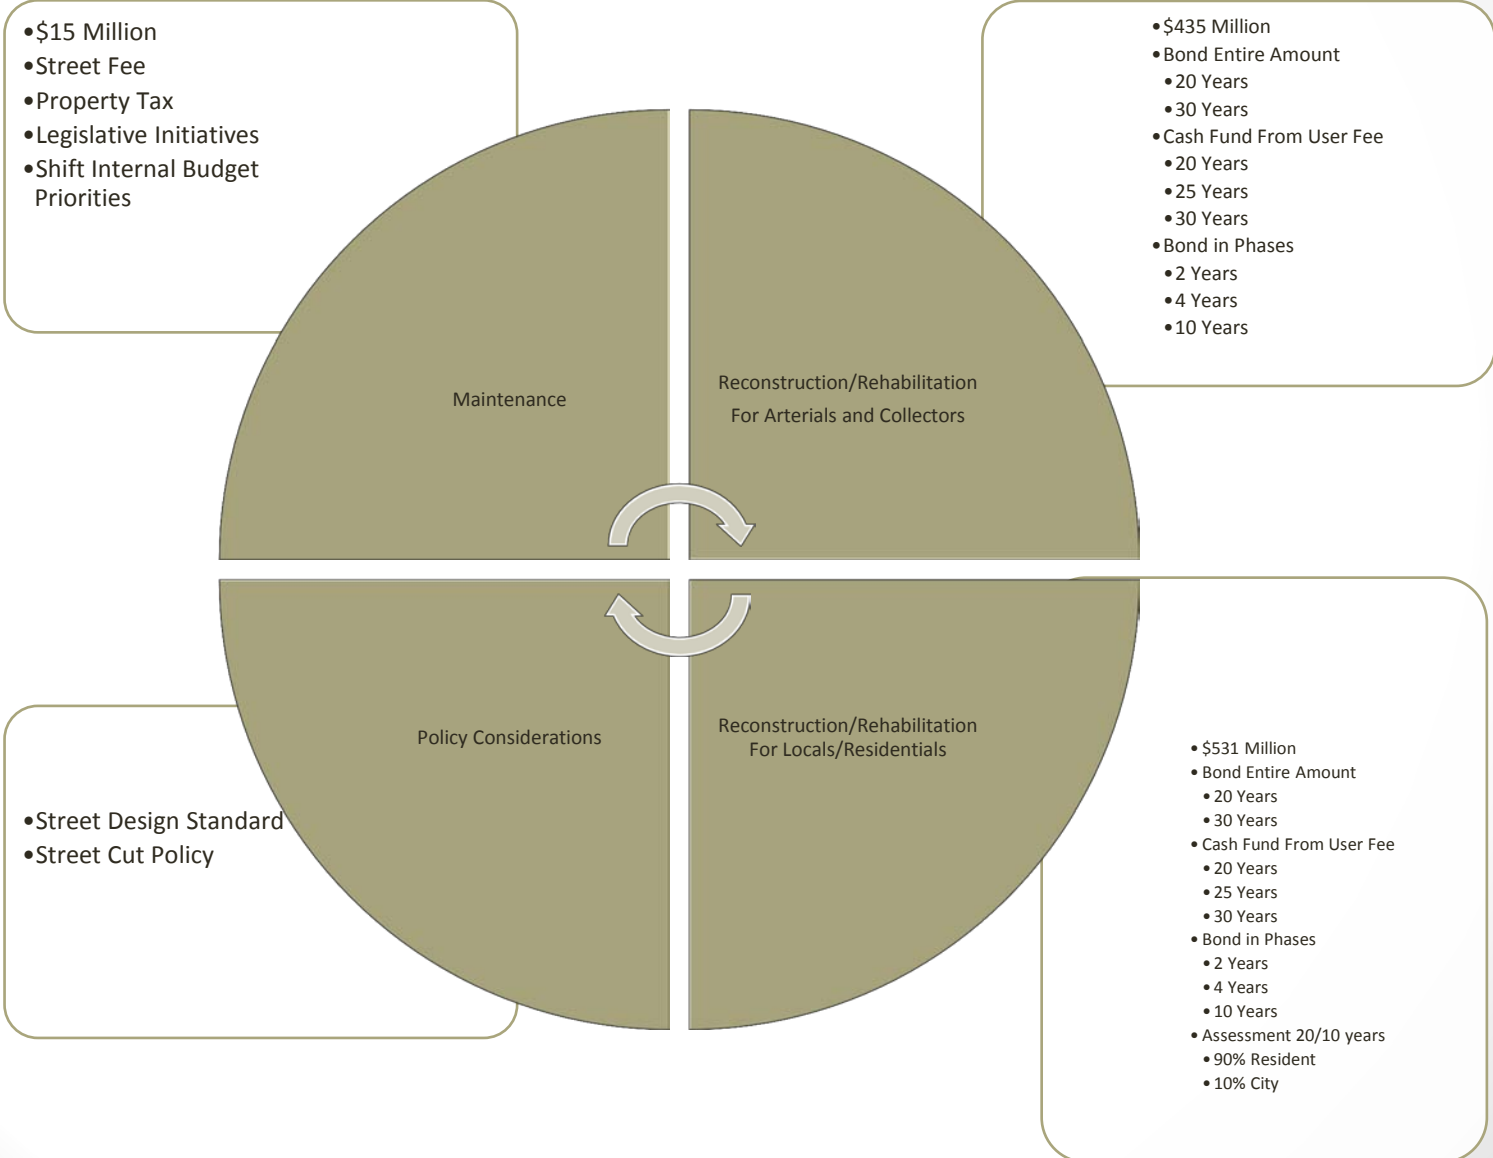 •$15 Million
•Street Fee
•Property Tax
•Legislative Initiatives
•Shift Internal Budget
Priorities
•$435 Million
•Bond Entire Amount
•20 Years
•30 Years
•Cash Fund From User Fee
•20 Years
•25 Years
•30 Years
•Bond in Phases
•2 Years
•4 Years
•10 Years
Maintenance
Reconstruction/Rehabilitation
For Arterials and Collectors
Policy Considerations
Reconstruction/Rehabilitation
For Locals/Residentials
•Street Design Standard
•Street Cut Policy
•$531 Million
•Bond Entire Amount
•20 Years
•30 Years
•Cash Fund From User Fee
•20 Years
•25 Years
•30 Years
•Bond in Phases
•2 Years
•4 Years
•10 Years
•Assessment 20/10 years
•90% Resident
•10% City